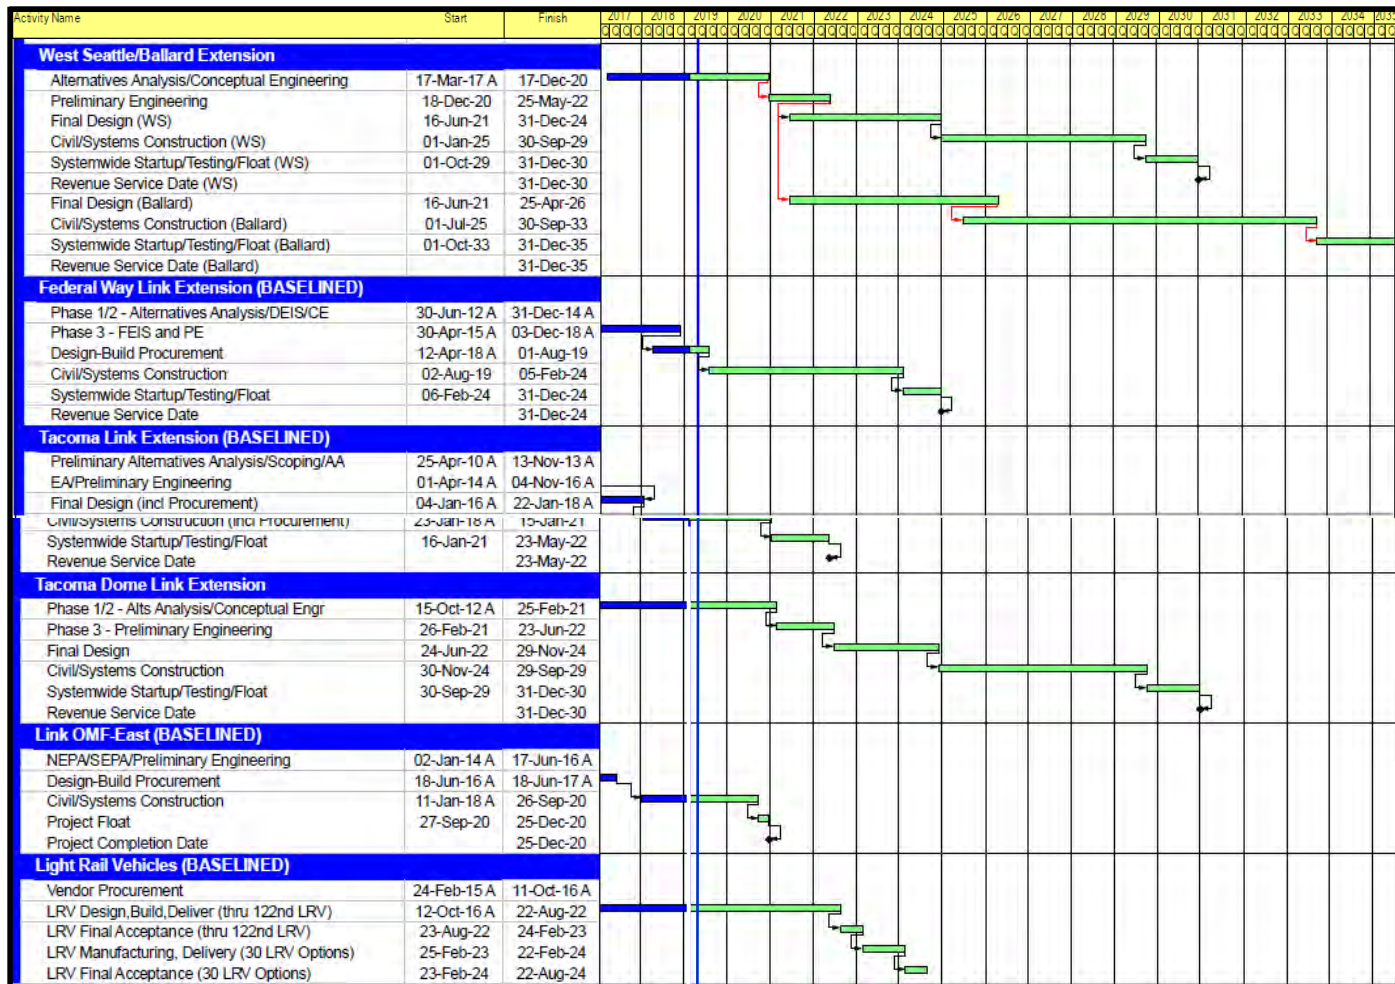 Activity Name Start Finish 2017 2018 2019 2020 2021 2022 2023 2024 2025 2026 2027 2028 2029 2030 2031 2032 2033 2034 2035
Q Q Q Q Q Q Q Q Q Q Q Q Q Q Q Q Q Q Q Q Q Q Q Q Q Q Q Q Q Q Q Q Q Q Q Q Q Q Q Q Q Q Q Q Q Q Q Q Q Q Q Q Q Q Q Q Q Q Q Q Q Q Q Q Q Q Q Q Q Q Q Q Q Q
West Seattle/Ballard Extension
Alternatives Analysis/Conceptual Engineering 17-Mar-17 A 17-Dec-20
Preliminary Engineering 18-Dec-20 25-May-22
Final Design (WS) 16-Jun-21 31-Dec-24
Civil/Systems Construction (WS) 01-Jan-25 30-Sep-29
Systemwide Startup/Testing/Float (WS) 01-Oct-29 31-Dec-30
Revenue Service Date (WS) 31-Dec-30
Final Design (Ballard) 16-Jun-21 25-Apr-26
Civil/Systems Construction (Ballard) 01-Jul-25 30-Sep-33
Systemwide Startup/Testing/Float (Ballard) 01-Oct-33 31-Dec-35
Revenue Service Date (Ballard) 31-Dec-35
Federal Way Link Extension (BASELINED)
Phase 1/2 - Alternatives Analysis/DEIS/CE 30-Jun-12 A 31-Dec-14 A
Phase 3 - FEIS and PE 30-Apr-15 A 03-Dec-18 A
Design-Build Procurement 12-Apr-18 A 01-Aug-19
Civil/Systems Construction 02-Aug-19 05-Feb-24
Systemwide Startup/Testing/Float 06-Feb-24 31-Dec-24
Revenue Service Date 31-Dec-24
Tacoma Link Extension (BASELINED)
Preliminary Alternatives Analysis/Scoping/AA 25-Apr-10 A 13-Nov-13 A
EA/Preliminary Engineering 01-Apr-14 A 04-Nov-16 A
Final Design (incl Procurement) 04-Jan-16 A 22-Jan-18 A
Civil/Systems Construction (incl Procurement) 23-Jan-18 A 15-Jan-21
Systemwide Startup/Testing/Float 16-Jan-21 23-May-22
Revenue Service Date 23-May-22
Tacoma Dome Link Extension
Phase 1/2 - Alts Analysis/Conceptual Engr 15-Oct-12 A 25-Feb-21
Phase 3 - Preliminary Engineering 26-Feb-21 23-Jun-22
Final Design 24-Jun-22 29-Nov-24
Civil/Systems Construction 30-Nov-24 29-Sep-29
Systemwide Startup/Testing/Float 30-Sep-29 31-Dec-30
Revenue Service Date 31-Dec-30
Link OMF-East (BASELINED)
NEPA/SEPA/Preliminary Engineering 02-Jan-14 A 17-Jun-16 A
Design-Build Procurement 18-Jun-16 A 18-Jun-17 A
Civil/Systems Construction 11-Jan-18 A 26-Sep-20
Project Float 27-Sep-20 25-Dec-20
Project Completion Date 25-Dec-20
Light Rail Vehicles (BASELINED)
Vendor Procurement 24-Feb-15 A 11-Oct-16 A
LRV Design,Build,Deliver (thru 122nd LRV) 12-Oct-16 A 22-Aug-22
LRV Final Acceptance (thru 122nd LRV) 23-Aug-22 24-Feb-23
LRV Manufacturing, Delivery (30 LRV Options) 25-Feb-23 22-Feb-24
LRV Final Acceptance (30 LRV Options) 23-Feb-24 22-Aug-24